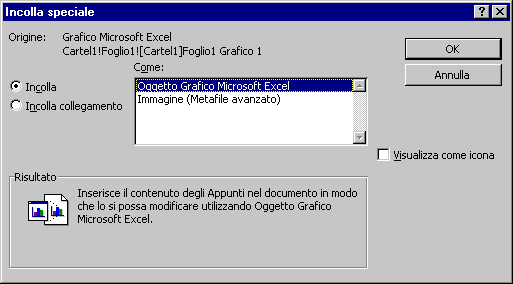 Incolla speciale
Origine: Grafico Microsoft Excel
Cartel1!Foglio1![Cartel1]Foglio1 Grafico 1
OK
Annulla
Come:
Incolla
Incolla collegamento
Oggetto Grafico Microsoft Excel
Immagine (Metafile avanzato)
Visualizza come icona
Risultato
Inserisce il contenuto degli Appunti nel documento in modo
che lo si possa modificare utilizzando Oggetto Grafico
Microsoft Excel.